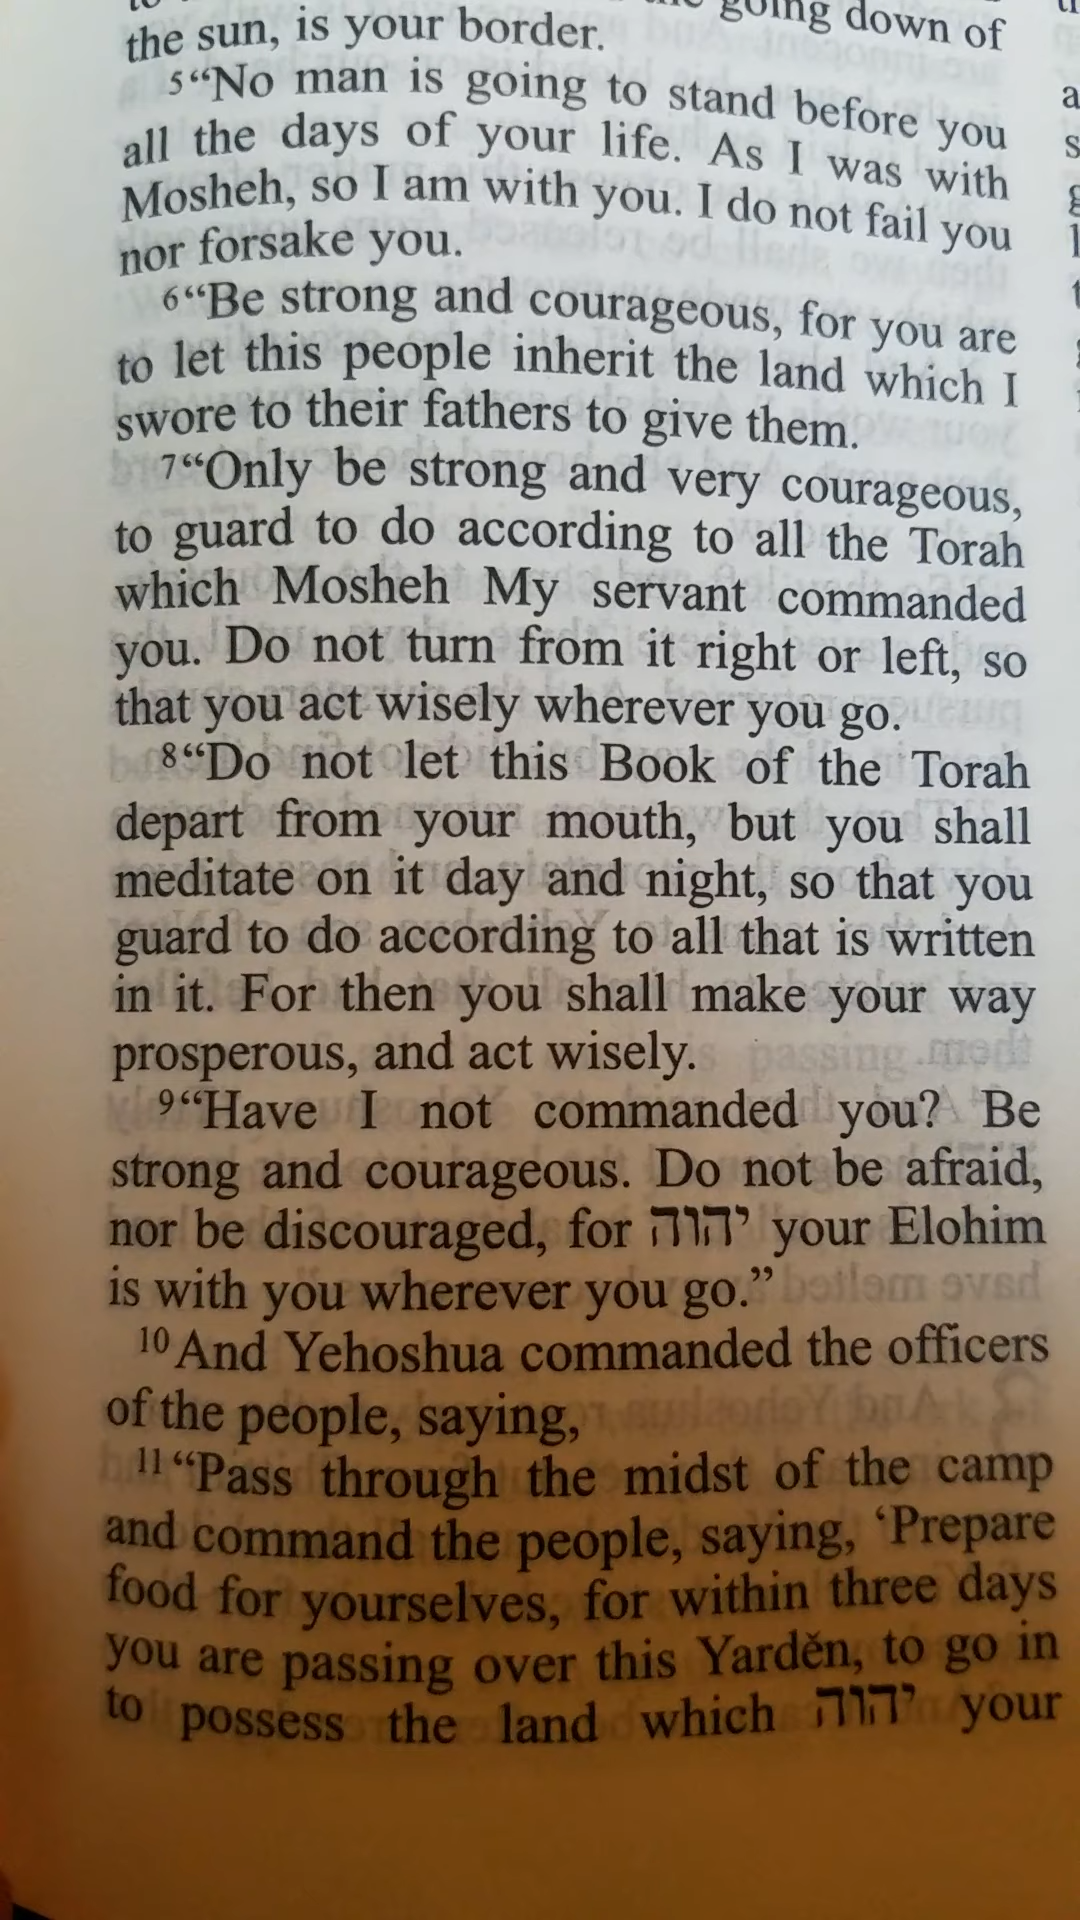 going down of
the sun, is your border.
5“No man is going to stand before you
all the days of your life. As I was with
Mosheh, so I am with you. I do not fail you
nor forsake you.
6“Be strong and courageous, for you are
to let this people inherit the land which I
swore to their fathers to give them.
7“Only be strong and very courageous,
to guard to do according to all the Torah
which Mosheh My servant commanded
you. Do not turn from it right or left, so
that you act wisely wherever you go.
8“Do not let this Book of the Torah
depart from your mouth, but you shall
meditate on it day and night, so that you
guard to do according to all that is written
in it. For then you shall make your way
prosperous, and act wisely.
9“Have I not commanded you? Be
strong and courageous. Do not be afraid,
nor be discouraged, for יהוה your Elohim
is with you wherever you go.”
10 And Yehoshua commanded the officers
of the people, saying,
11 “Pass through the midst of the camp
and command the people, saying, ‘Prepare
food for yourselves, for within three days
you are passing over this Yarděn, to go in
to possess the land which יהוה your